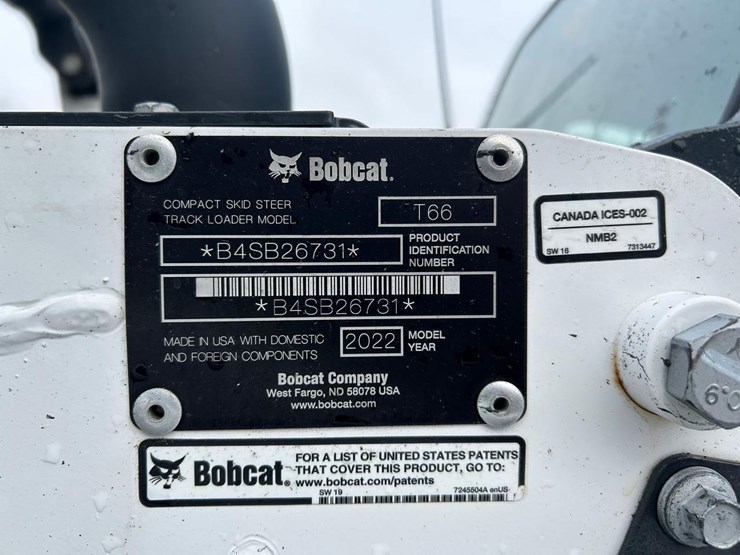 Bobcat.
COMPACT SKID STEER
TRACK LOADER MODEL
T66
*B4SB26731*
PRODUCT
IDENTIFICATION
NUMBER
*B4SB26731*
MADE IN USA WITH DOMESTIC
AND FOREIGN COMPONENTS
2022
MODEL
YEAR
Bobcat Company
West Fargo, ND 58078 USA
www.bobcat.com
CANADA ICES-002
NMB2
SW 16
7313447
Bobcat®
FOR A LIST OF UNITED STATES PATENTS
THAT COVER THIS PRODUCT, GO TO:
www.bobcat.com/patents
SW 19
7245504A enUS